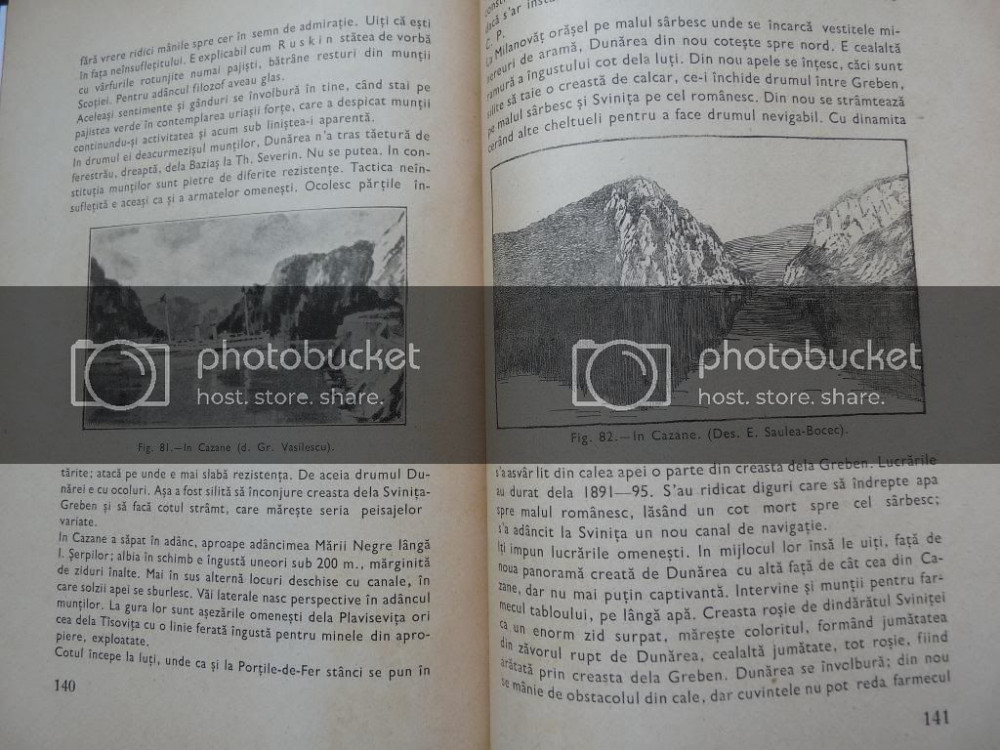 fără vrere ridici mânile spre cer în semn de admirație. Uiți că ești
în fața neînsuflețitului. E explicabil cum Ruskin stătea de vorbă
cu vârfurile rotunjite numai pajiști, bătrâne resturi din munții
Scoției. Pentru adâncul filozof aveau glas.
Aceleași sentimente și gânduri se învolbură în tine, când stai pe
pajistea verde în contemplarea uriașii forțe, care a despicat munții
continundu-și activitatea și acum sub liniștea-i aparentă.
In drumul ei deacurmezișul munților, Dunărea n'a tras tăetură de
ferestrău, dreaptă, dela Baziaș la Th. Severin. Nu se putea. In con-
stituția munților sunt pietre de diferite rezistențe. Tactica neîn-
suflețită e aceași ca și a armatelor omenești. Ocolesc părțile în-
Fig. 81.—In Cazane (d. Gr. Vasilescu).
tărite; atacă pe unde e mai slabă rezistența. De aceia drumul Du-
nărei e cu ocoluri. Așa a fost silită să înconjure creasta dela Svinița-
Greben și să facă cotul strâmt, care mărește seria peisajelor
variate.
In Cazane a săpat în adânc, aproape adâncimea Mării Negre lângă
I. Șerpilor; albia în schimb e îngustă uneori sub 200 m., mărginită
de ziduri înalte. Mai în sus alternă locuri deschise cu canale, în
care solzii apei se sburlesc. Văi laterale nasc perspective în adâncul
munților. La gura lor sunt așezările omenești dela Plavisevița ori
cea dela Tisovița cu o linie ferată îngustă pentru minele din apro-
piere, exploatate.
Cotul începe la Iuți, unde ca și la Porțile-de-Fer stânci se pun în
140
dacă s'ar
C. P.
La Milanovăț orășel pe malul sârbesc unde se încarcă vestitele mi-
nereuri de aramă, Dunărea din nou cotește spre nord. E cealaltă
ramură a îngustului cot dela Iuți. Din nou apele se înțesc, căci sunt
silite să taie o creastă de calcar, ce-i închide drumul între Greben,
pe malul sârbesc și Svinița pe cel românesc. Din nou se strâmtează
cerând alte cheltueli pentru a face drumul nevigabil. Cu dinamita
Fig. 82.—In Cazane. (Des. E. Saulea-Bocec).
s'a asvârlit din calea apei o parte din creasta dela Greben. Lucrările
au durat dela 1891—95. S'au ridicat diguri care să îndrepte apa
spre malul românesc, lăsând un cot mort spre cel sârbesc;
s'a adâncit la Svinița un nou canal de navigație.
Iți impun lucrările omenești. In mijlocul lor însă le uiți, față de
noua panoramă creată de Dunărea cu altă față de cât cea din Ca-
zane, dar nu mai puțin captivantă. Intervine și munții pentru far-
mecul tabloului, pe lângă apă. Creasta roșie de dindărătul Sviniței
ca un enorm zid surpat, mărește coloritul, formând jumătatea
din zăvorul rupt de Dunărea, cealaltă jumătate, tot roșie, fiind
arătată prin creasta dela Greben. Dunărea se învolbură; din nou
se mânie de obstacolul din cale, dar cuvintele nu pot reda farmecul
141
photobucket
host. store. share.
photobucket
host. store. share.